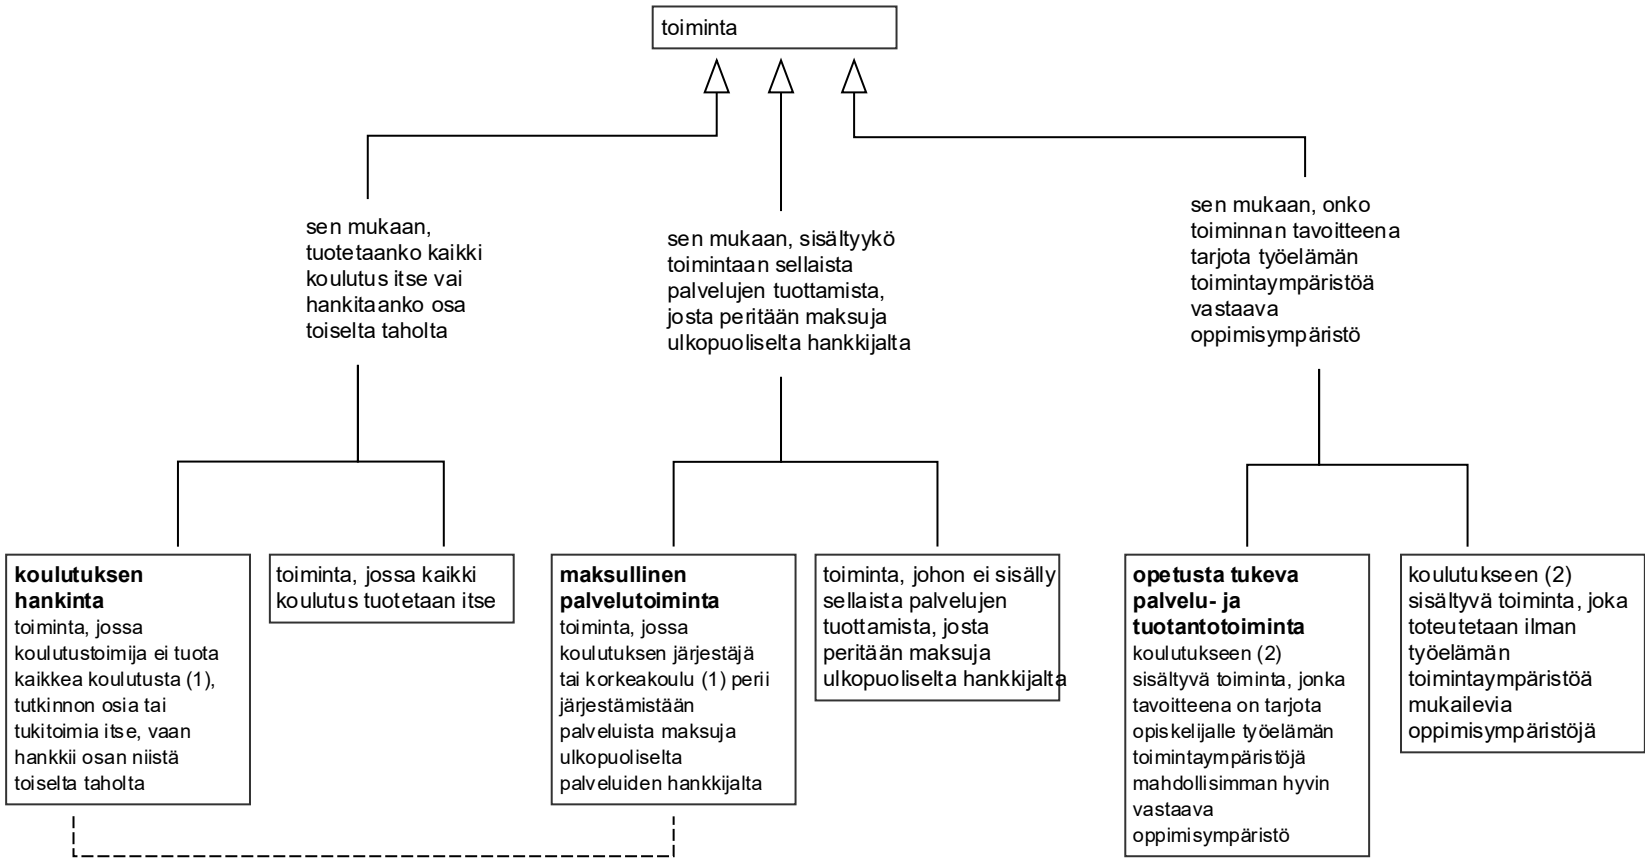 toiminta
sen mukaan,
tuotetaanko kaikki
koulutus itse vai
hankitaanko osa
toiselta taholta
sen mukaan, sisältyykö
toimintaan sellaista
palvelujen tuottamista,
josta peritään maksuja
ulkopuoliselta hankkijalta
sen mukaan, onko
toiminnan tavoitteena
tarjota työelämän
toimintaympäristöä
vastaava
oppimisympäristö
koulutuksen
hankinta
toiminta, jossa
koulutustoimija ei tuota
kaikkea koulutusta (1),
tutkinnon osia tai
tukitoimia itse, vaan
hankkii osan niistä
toiselta taholta
toiminta, jossa kaikki
koulutus tuotetaan itse
maksullinen
palvelutoiminta
toiminta, jossa
koulutuksen järjestäjä
tai korkeakoulu (1) perii
järjestämistään
palveluista maksuja
ulkopuoliselta
palveluiden hankkijalta
toiminta, johon ei sisälly
sellaista palvelujen
tuottamista, josta
peritään maksuja
ulkopuoliselta hankkijalta
opetusta tukeva
palvelu- ja
tuotantotoiminta
koulutukseen (2)
sisältyvä toiminta, jonka
tavoitteena on tarjota
opiskelijalle työelämän
toimintaympäristöjä
mahdollisimman hyvin
vastaava
oppimisympäristö
koulutukseen (2)
sisältyvä toiminta, joka
toteutetaan ilman
työelämän
toimintaympäristöä
mukailevia
oppimisympäristöjä